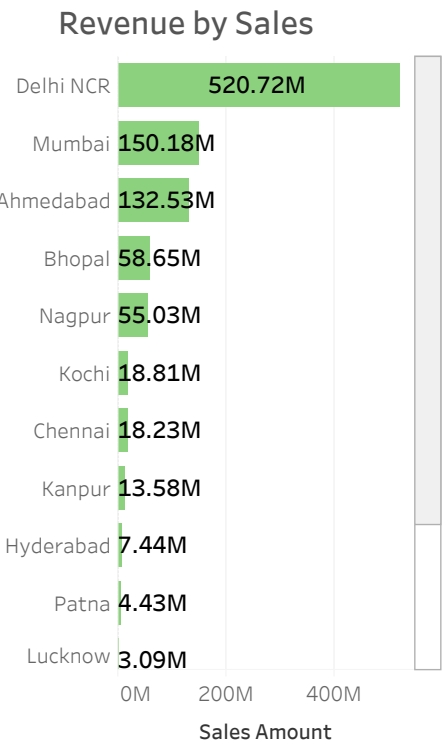 Revenue by Sales
Delhi NCR 520.72M
Mumbai 150.18M
Ahmedabad 132.53M
Bhopal 58.65M
Nagpur 55.03M
Kochi 18.81M
Chennai 18.23M
Kanpur 13.58M
Hyderabad 7.44M
Patna 4.43M
Lucknow 3.09M
0M 200M 400M
Sales Amount